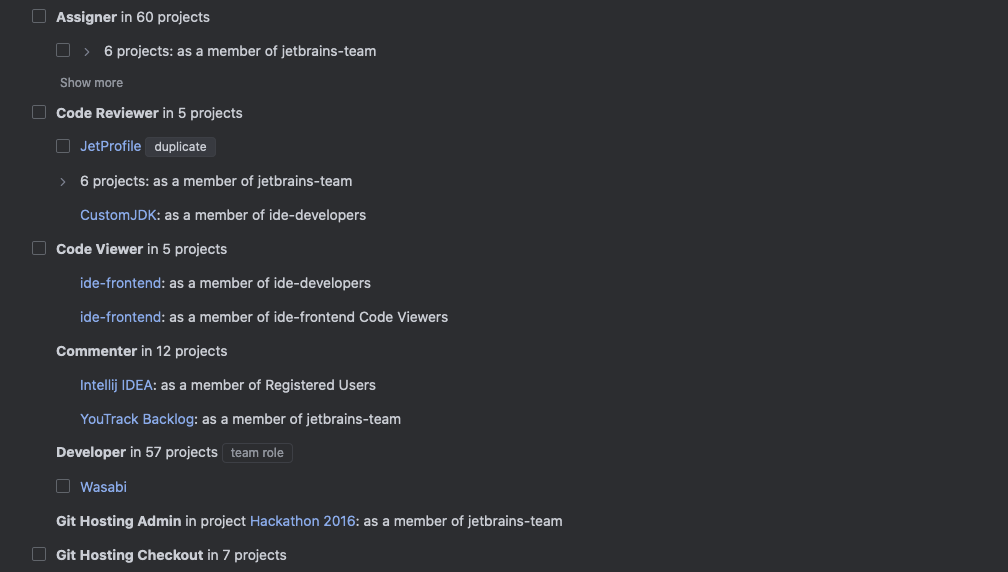 Assigner in 60 projects
6 projects: as a member of jetbrains-team
Show more
Code Reviewer in 5 projects
JetProfile duplicate
6 projects: as a member of jetbrains-team
CustomJDK: as a member of ide-developers
Code Viewer in 5 projects
ide-frontend: as a member of ide-developers
ide-frontend: as a member of ide-frontend Code Viewers
Commenter in 12 projects
Intellij IDEA: as a member of Registered Users
YouTrack Backlog: as a member of jetbrains-team
Developer in 57 projects team role
Wasabi
Git Hosting Admin in project Hackathon 2016: as a member of jetbrains-team
Git Hosting Checkout in 7 projects